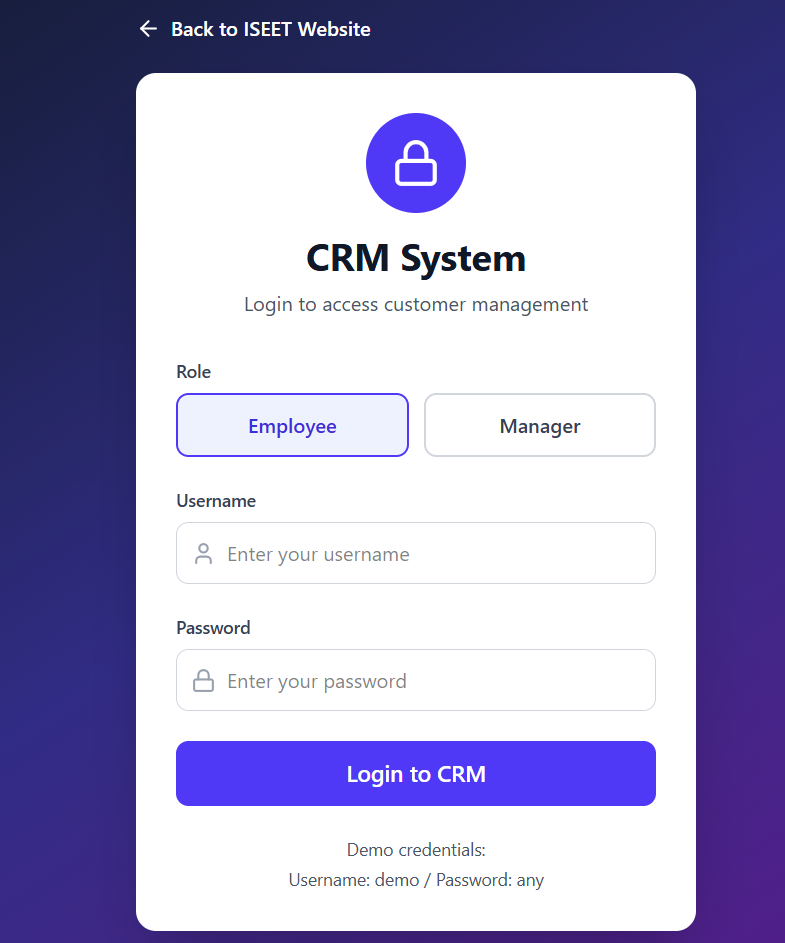 Back to ISEET Website
CRM System
Login to access customer management
Role
Employee
Manager
Username
Enter your username
Password
Enter your password
Login to CRM
Demo credentials:
Username: demo / Password: any